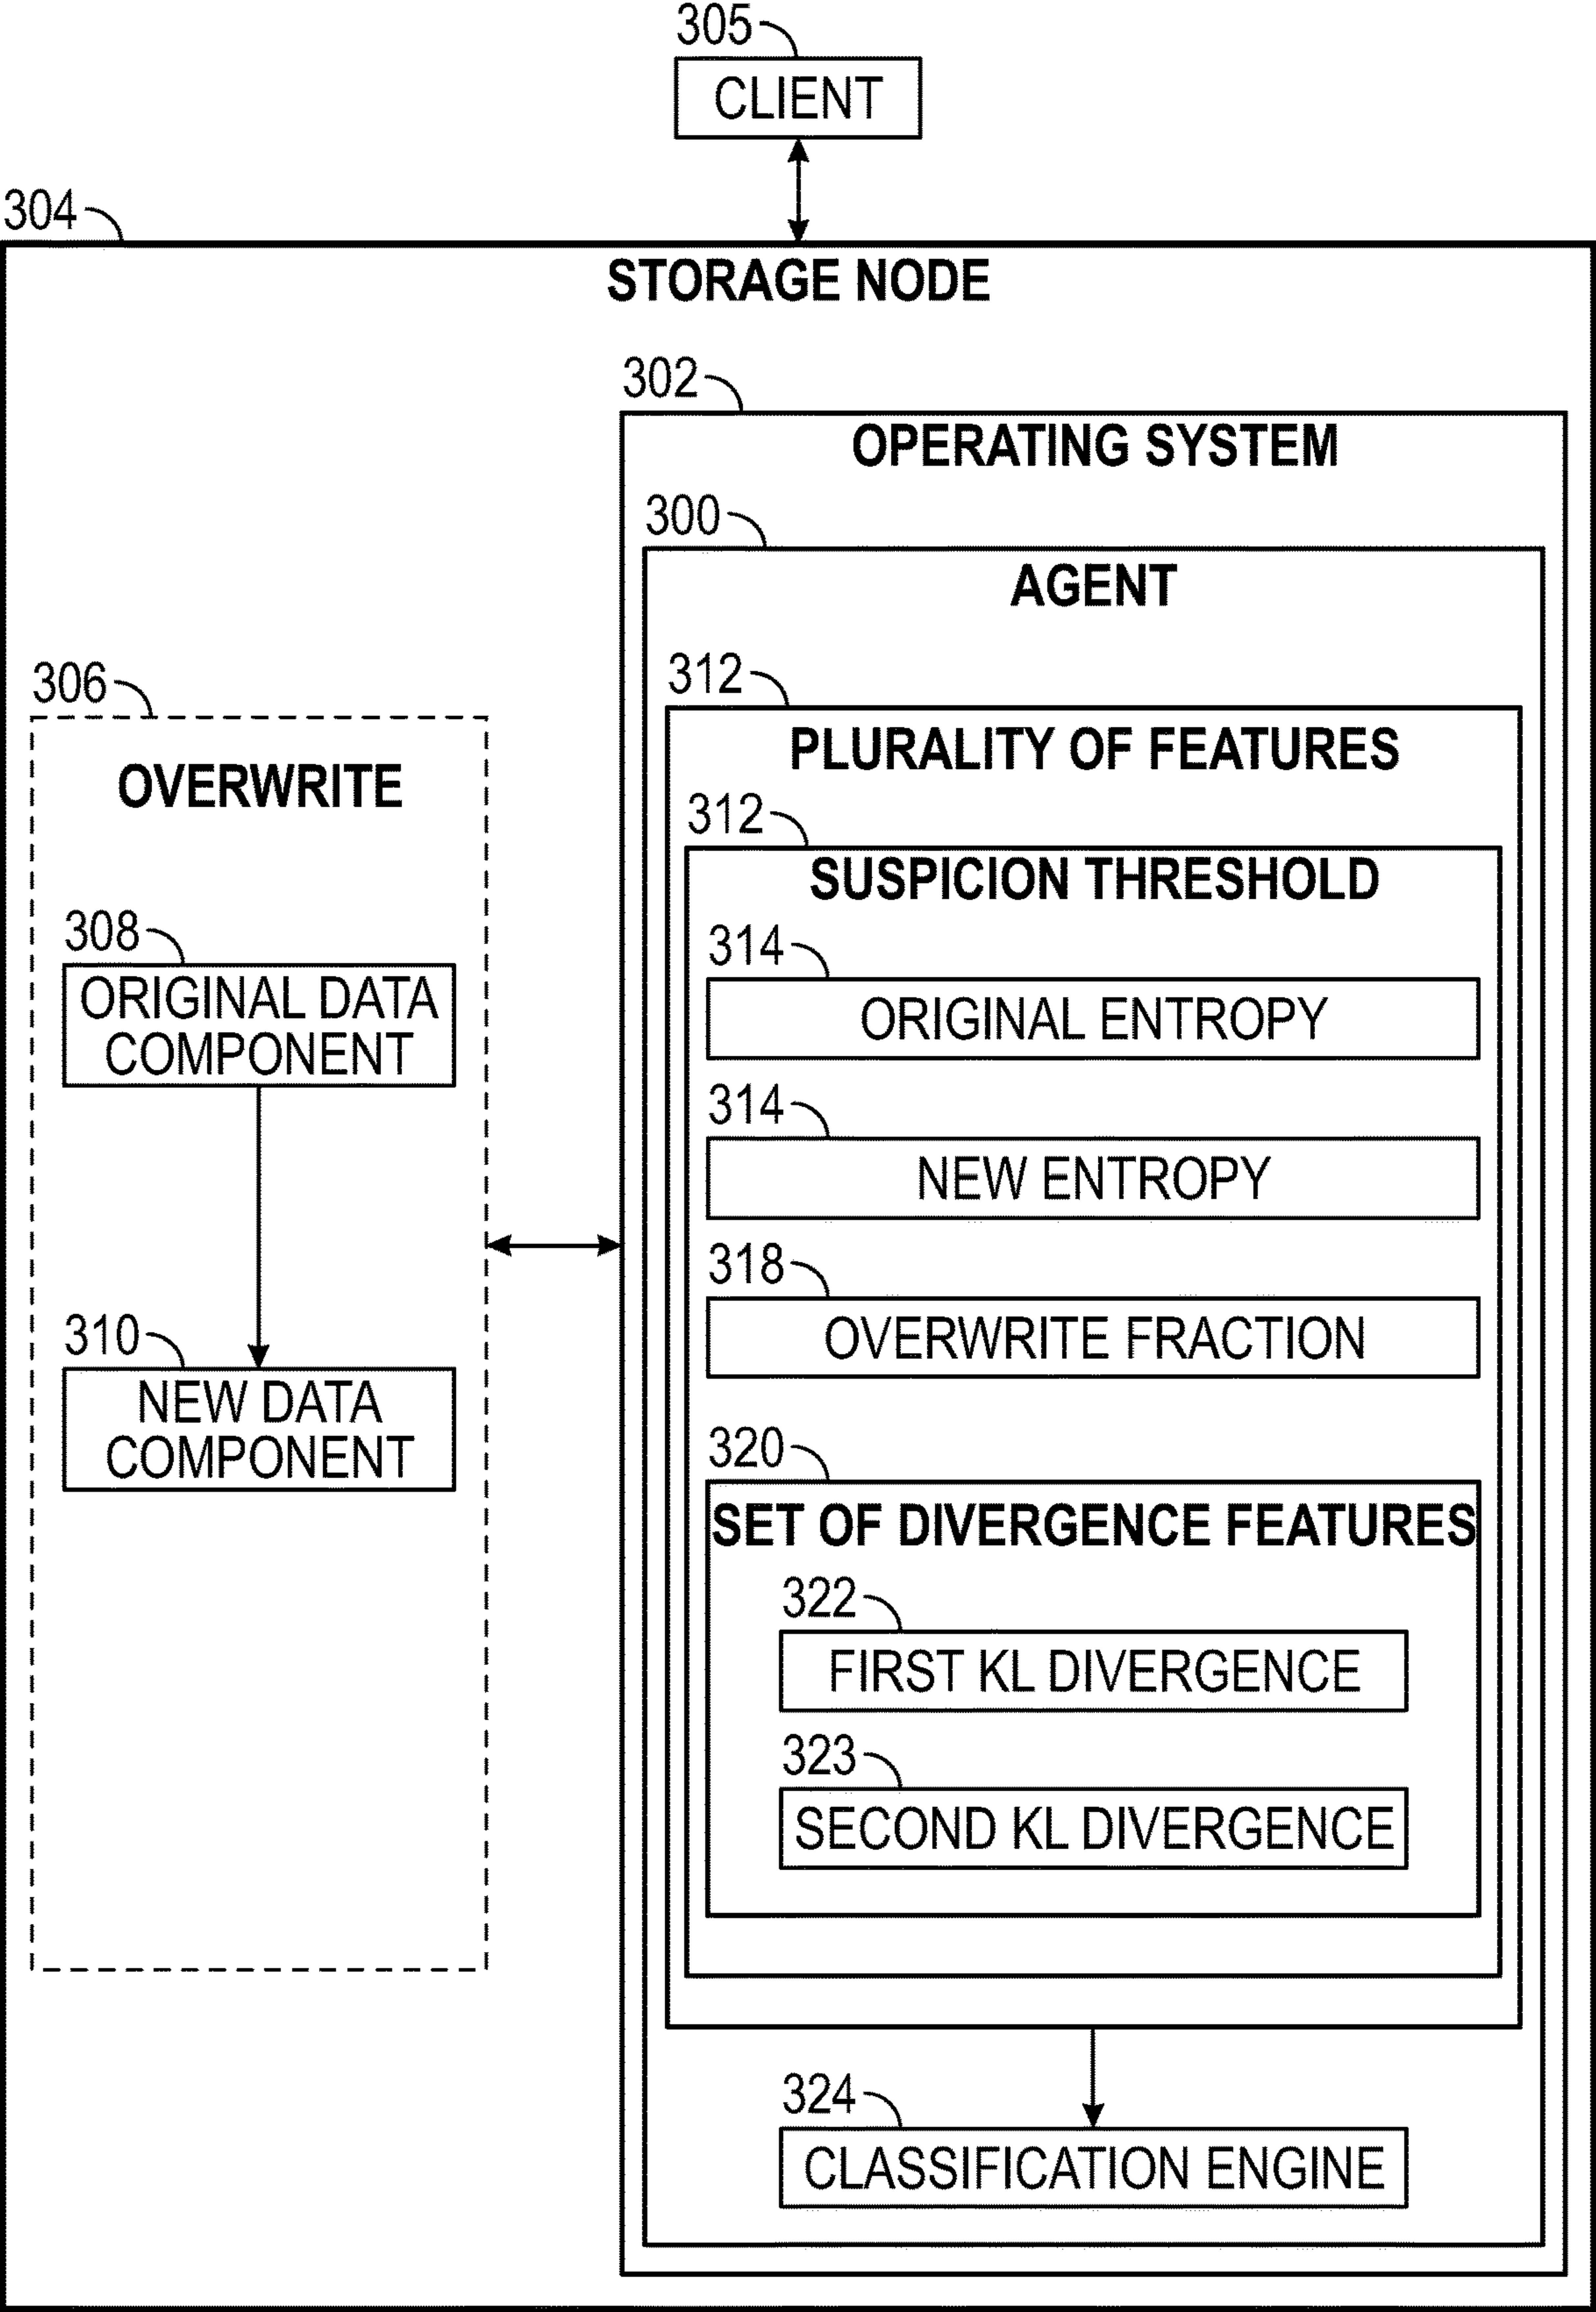 305
CLIENT
304
STORAGE NODE
302
OPERATING SYSTEM
300
AGENT
312
PLURALITY OF FEATURES
312
SUSPICION THRESHOLD
314
ORIGINAL ENTROPY
314
NEW ENTROPY
318
OVERWRITE FRACTION
320
SET OF DIVERGENCE FEATURES
322
FIRST KL DIVERGENCE
323
SECOND KL DIVERGENCE
324
CLASSIFICATION ENGINE
306
OVERWRITE
308
ORIGINAL DATA
COMPONENT
310
NEW DATA
COMPONENT